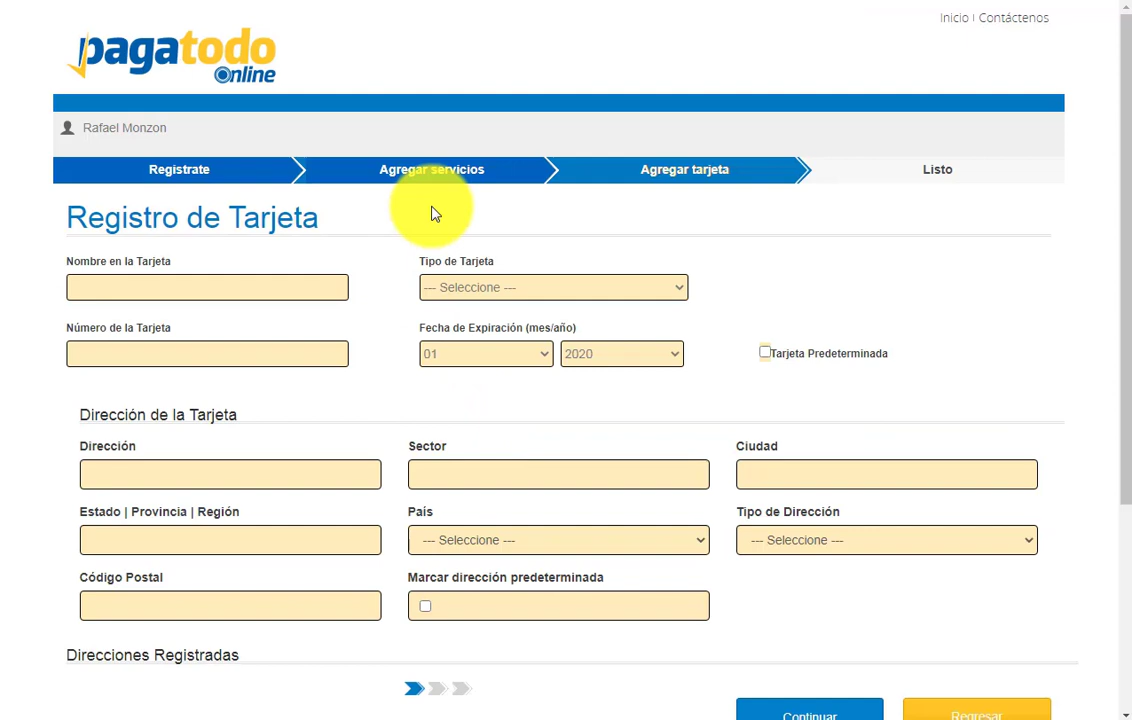 Inicio | Contáctenos
pagatodo
Online
Rafael Monzon
Registrate
Agregar servicios
Agregar tarjeta
Listo
Registro de Tarjeta
Nombre en la Tarjeta
Tipo de Tarjeta
--- Seleccione ---
Número de la Tarjeta
Fecha de Expiración (mes/año)
01
2020
Tarjeta Predeterminada
Dirección de la Tarjeta
Dirección
Sector
Ciudad
Estado | Provincia | Región
País
Tipo de Dirección
--- Seleccione ---
--- Seleccione ---
Código Postal
Marcar dirección predeterminada
Direcciones Registradas
Continuar
Regresar